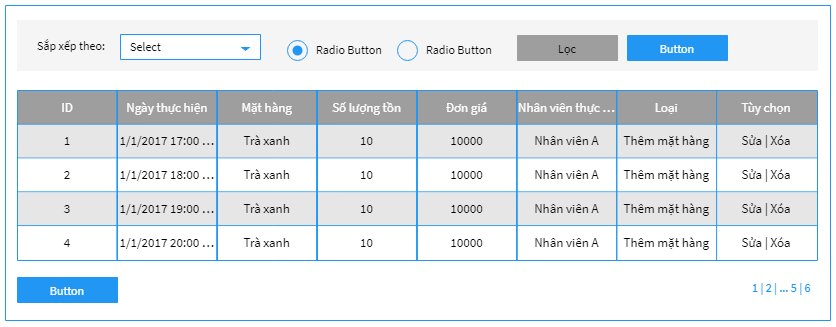 Sắp xếp theo: Select Radio Button Radio Button Lọc Button
ID Ngày thực hiện Mặt hàng Số lượng tồn Đơn giá Nhân viên thực ... Loại Tùy chọn
1 1/1/2017 17:00 ... Trà xanh 10 10000 Nhân viên A Thêm mặt hàng Sửa | Xóa
2 1/1/2017 18:00 ... Trà xanh 10 10000 Nhân viên A Thêm mặt hàng Sửa | Xóa
3 1/1/2017 19:00 ... Trà xanh 10 10000 Nhân viên A Thêm mặt hàng Sửa | Xóa
4 1/1/2017 20:00 ... Trà xanh 10 10000 Nhân viên A Thêm mặt hàng Sửa | Xóa
Button 1 | 2 | ... 5 | 6